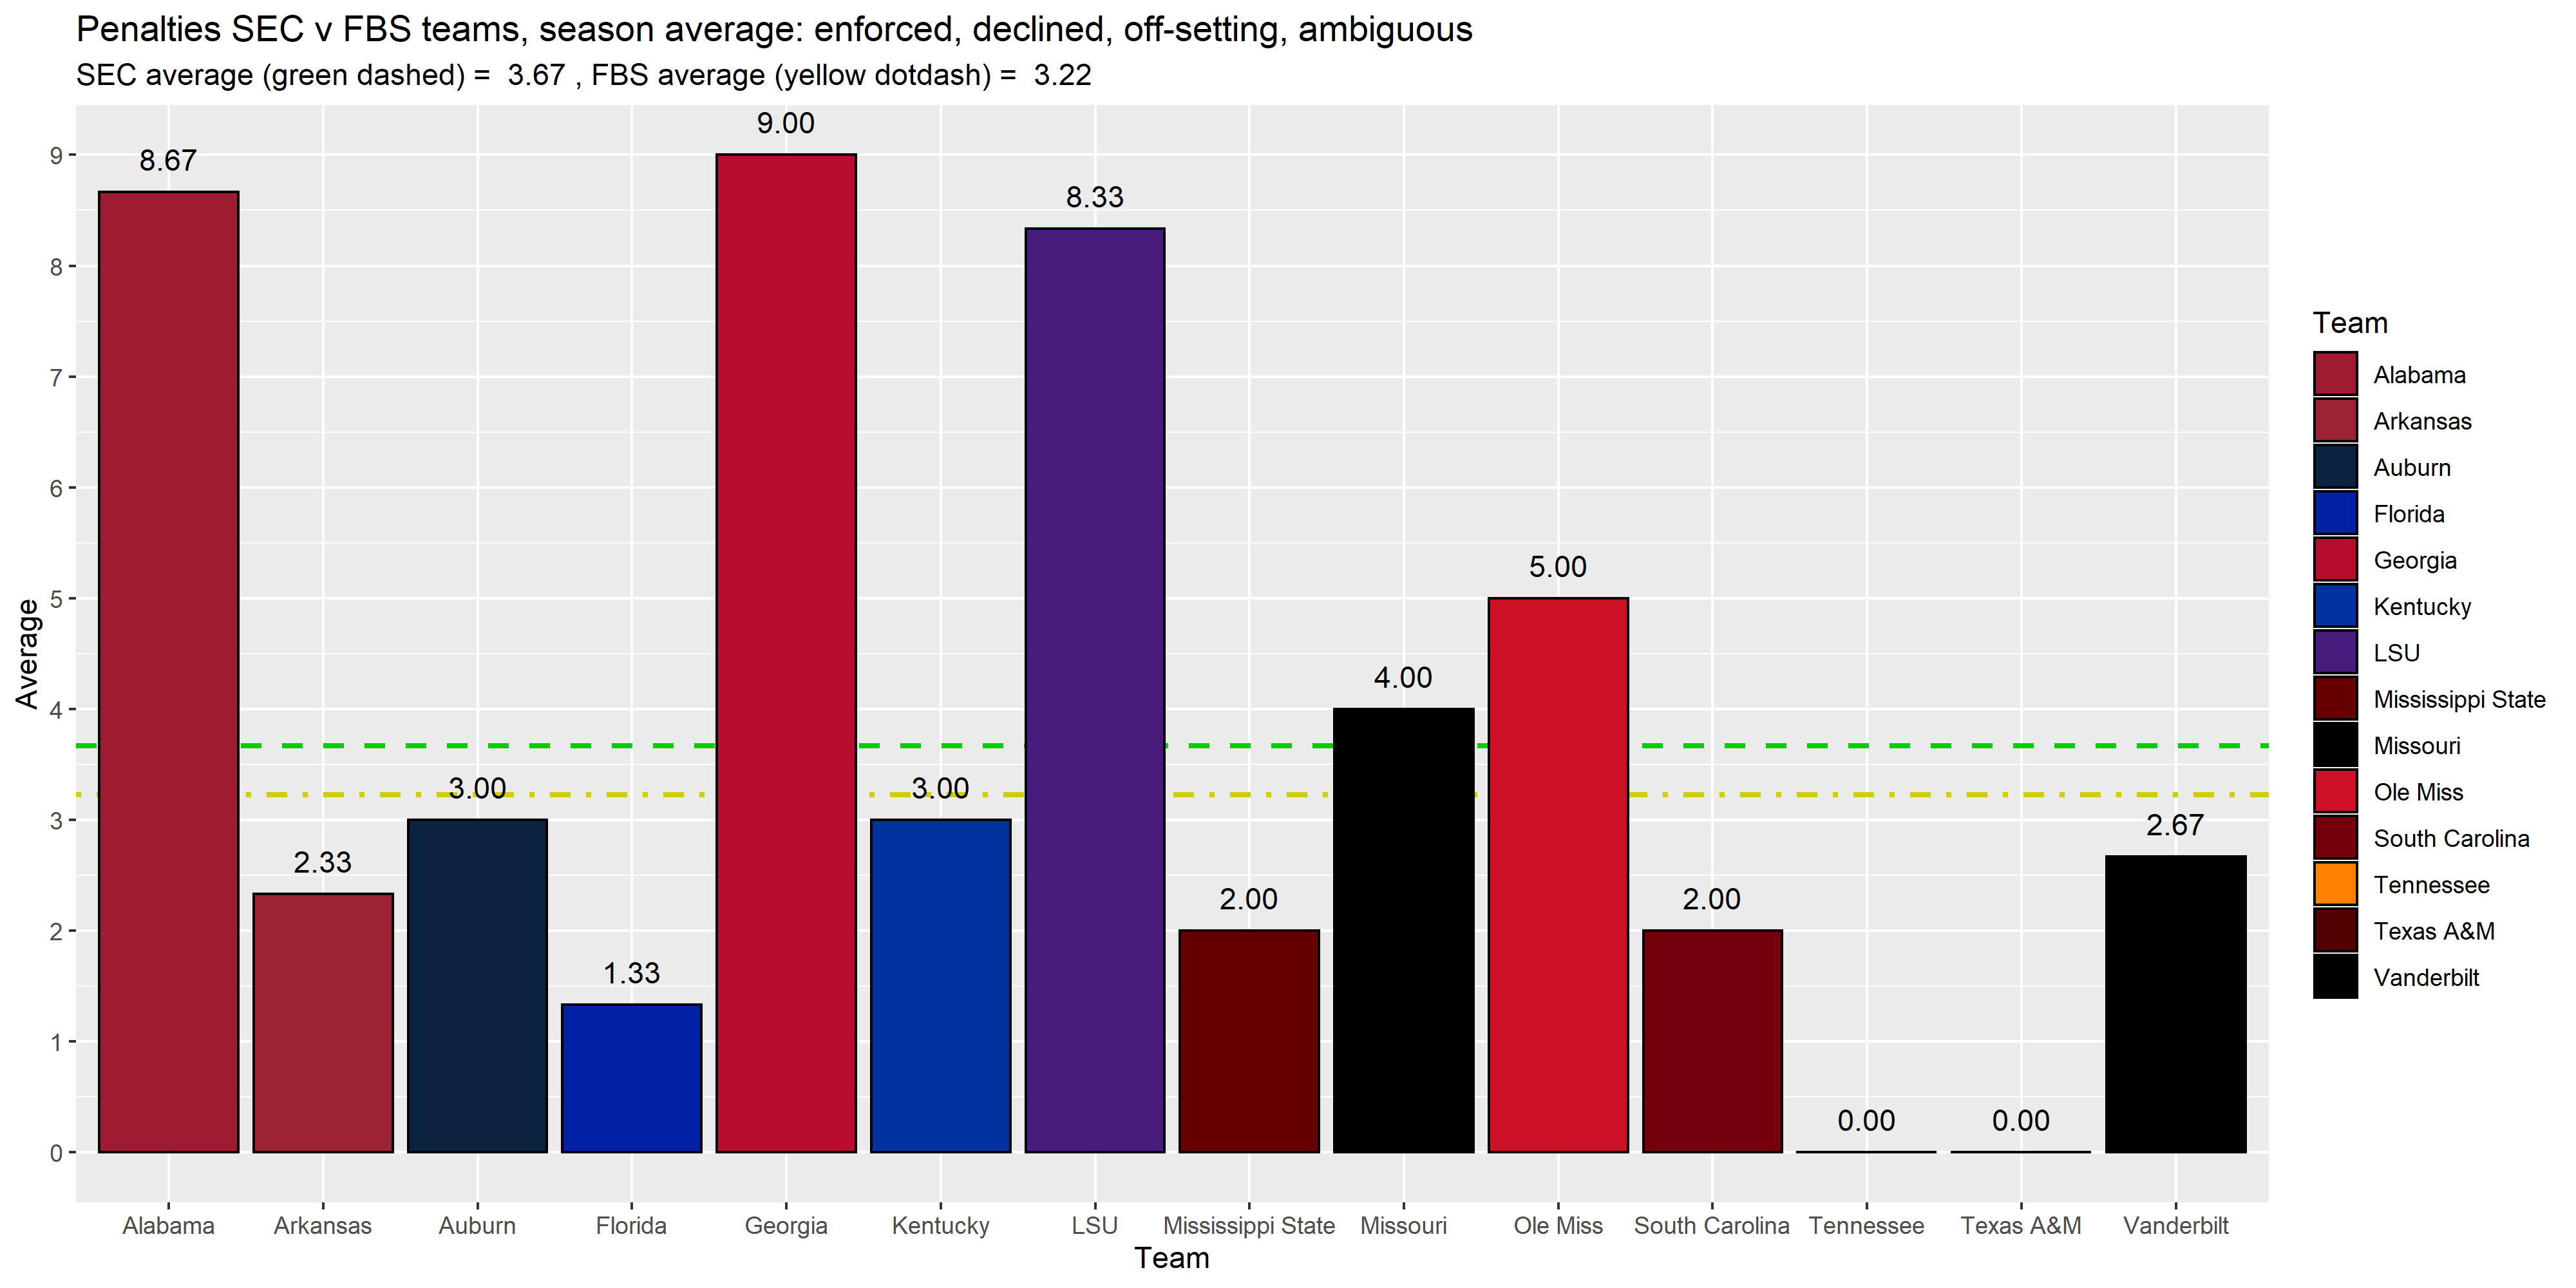 Penalties SEC v FBS teams, season average: enforced, declined, off-setting, ambiguous
SEC average (green dashed) =  3.67 , FBS average (yellow dotdash) =  3.22
Average
9
8
7
6
5
4
3
2
1
0
8.67
2.33
3.00
1.33
9.00
3.00
8.33
2.00
4.00
5.00
2.00
0.00
0.00
2.67
Alabama
Arkansas
Auburn
Florida
Georgia
Kentucky
LSU
Mississippi State
Missouri
Ole Miss
South Carolina
Tennessee
Texas A&M
Vanderbilt
Team
Team
Alabama
Arkansas
Auburn
Florida
Georgia
Kentucky
LSU
Mississippi State
Missouri
Ole Miss
South Carolina
Tennessee
Texas A&M
Vanderbilt